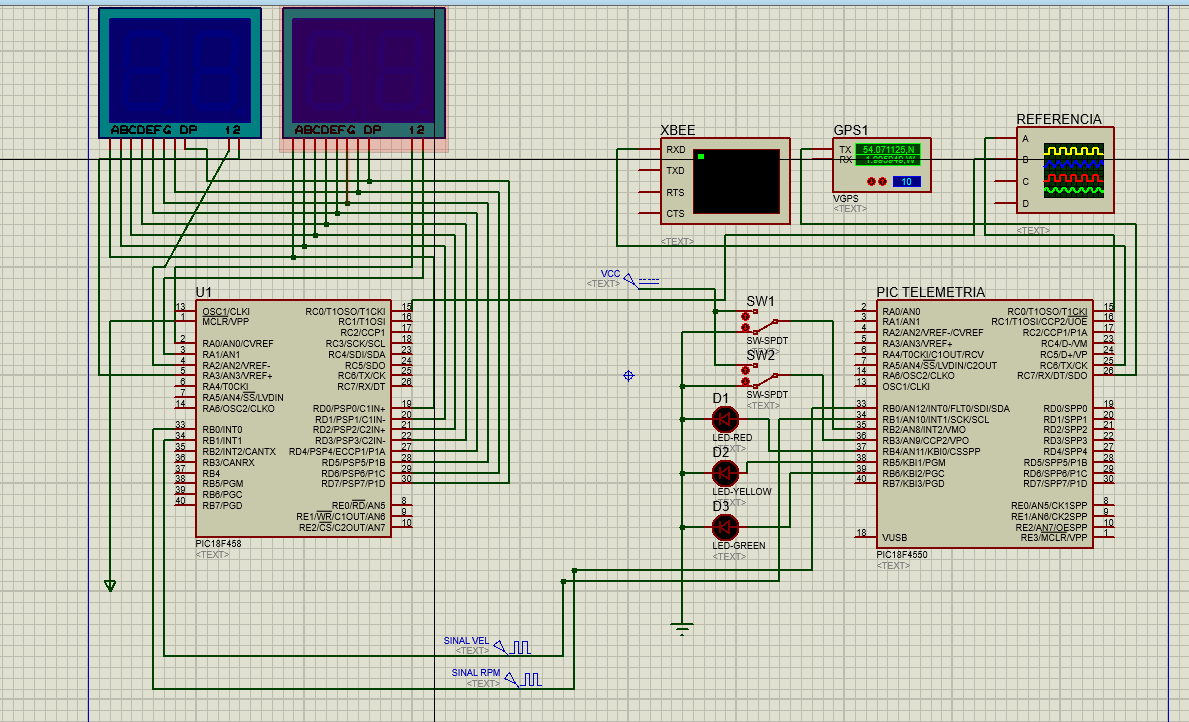 ABCDEFG DP
12
ABCDEFG DP
12
XBEE
RXD
TXD
RTS
CTS
<TEXT>
GPS1
TX
RX
54.071125,N
10
VGPS
<TEXT>
REFERENCIA
A
B
C
D
<TEXT>
VCC
<TEXT>
U1
13 OSC1/CLKI
1 MCLR/VPP
2 RA0/AN0/CVREF
3 RA1/AN1
4 RA2/AN2/VREF-
5 RA3/AN3/VREF+
6 RA4/T0CKI
7 RA5/AN4/SS/LVDIN
14 RA6/OSC2/CLKO
33 RB0/INT0
34 RB1/INT1
35 RB2/INT2/CANTX
36 RB3/CANRX
37 RB4
38 RB5/PGM
39 RB6/PGC
40 RB7/PGD
RC0/T1OSO/T1CKI 15
RC1/T1OSI 16
RC2/CCP1 17
RC3/SCK/SCL 18
RC4/SDI/SDA 23
RC5/SDO 24
RC6/TX/CK 25
RC7/RX/DT 26
RD0/PSP0/C1IN+ 19
RD1/PSP1/C1IN- 20
RD2/PSP2/C2IN+ 21
RD3/PSP3/C2IN- 22
RD4/PSP4/ECCP1/P1A 27
RD5/PSP5/P1B 28
RD6/PSP6/P1C 29
RD7/PSP7/P1D 30
RE0/RD/AN5 8
RE1/WR/C1OUT/AN6 9
RE2/CS/C2OUT/AN7 10
PIC18F458
<TEXT>
SW1
SW-SPDT
<TEXT>
SW2
SW-SPDT
<TEXT>
D1
LED-RED
<TEXT>
D2
LED-YELLOW
<TEXT>
D3
LED-GREEN
<TEXT>
PIC TELEMETRIA
2 RA0/AN0
3 RA1/AN1
4 RA2/AN2/VREF-/CVREF
5 RA3/AN3/VREF+
6 RA4/T0CKI/C1OUT/RCV
7 RA5/AN4/SS/LVDIN/C2OUT
14 RA6/OSC2/CLKO
13 OSC1/CLKI
33 RB0/AN12/INT0/FLT0/SDI/SDA
34 RB1/AN10/INT1/SCK/SCL
35 RB2/AN8/INT2/VMO
36 RB3/AN9/CCP2/VPO
37 RB4/AN11/KBI0/CSSPP
38 RB5/KBI1/PGM
39 RB6/KBI2/PGC
40 RB7/KBI3/PGD
18 VUSB
RC0/T1OSO/T1CKI 15
RC1/T1OSI/CCP2/UOE 16
RC2/CCP1/P1A 17
RC4/D-/VM 23
RC5/D+/VP 24
RC6/TX/CK 25
RC7/RX/DT/SDO 26
RD0/SPP0 19
RD1/SPP1 20
RD2/SPP2 21
RD3/SPP3 22
RD4/SPP4 27
RD5/SPP5/P1B 28
RD6/SPP6/P1C 29
RD7/SPP7/P1D 30
RE0/AN5/CK1SPP 8
RE1/AN6/CK2SPP 9
RE2/AN7/OESPP 10
RE3/MCLR/VPP 1
PIC18F4550
<TEXT>
SINAL VEL
<TEXT>
SINAL RPM
<TEXT>